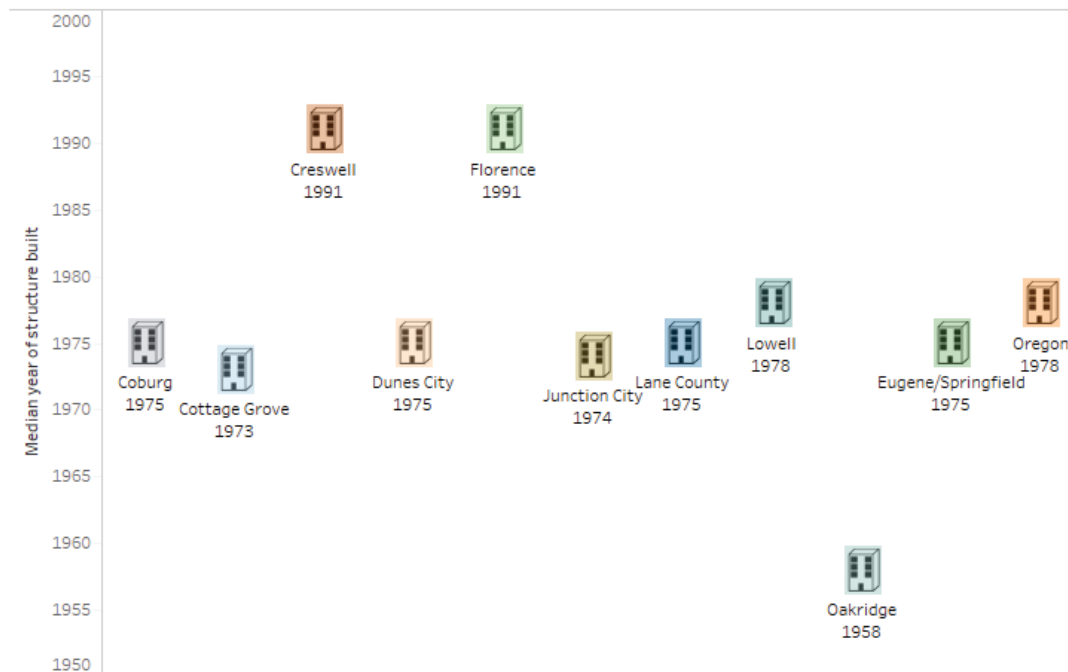 Median year of structure built
2000
1995
1990
1985
1980
1975
1970
1965
1960
1955
1950
Creswell
1991
Florence
1991
Coburg
1975
Cottage Grove
1973
Dunes City
1975
Junction City
1974
Lane County
1975
Lowell
1978
Oakridge
1958
Eugene/Springfield
1975
Oregon
1978